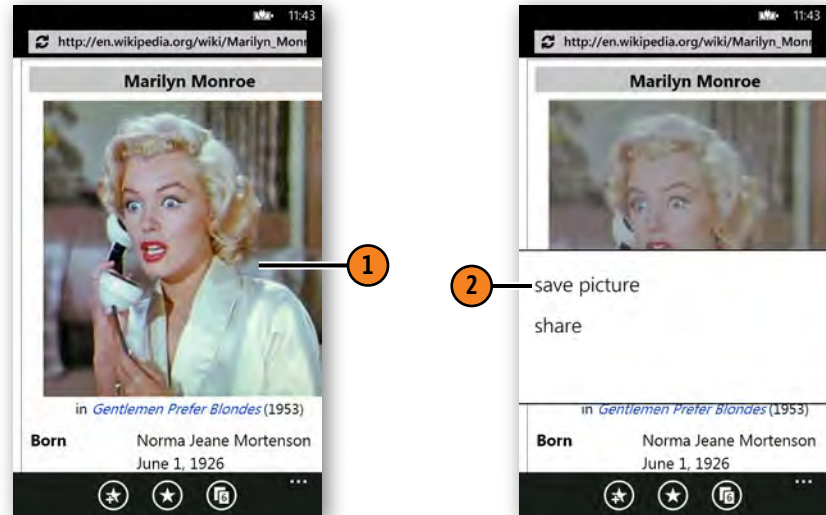 11:43
http://en.wikipedia.org/wiki/Marilyn_Monr
Marilyn Monroe
1
in Gentlemen Prefer Blondes (1953)
Born Norma Jeane Mortenson
June 1, 1926
6
...
11:43
http://en.wikipedia.org/wiki/Marilyn_Monr
Marilyn Monroe
2
save picture
share
in Gentlemen Prefer Blondes (1953)
Born Norma Jeane Mortenson
June 1, 1926
6
...